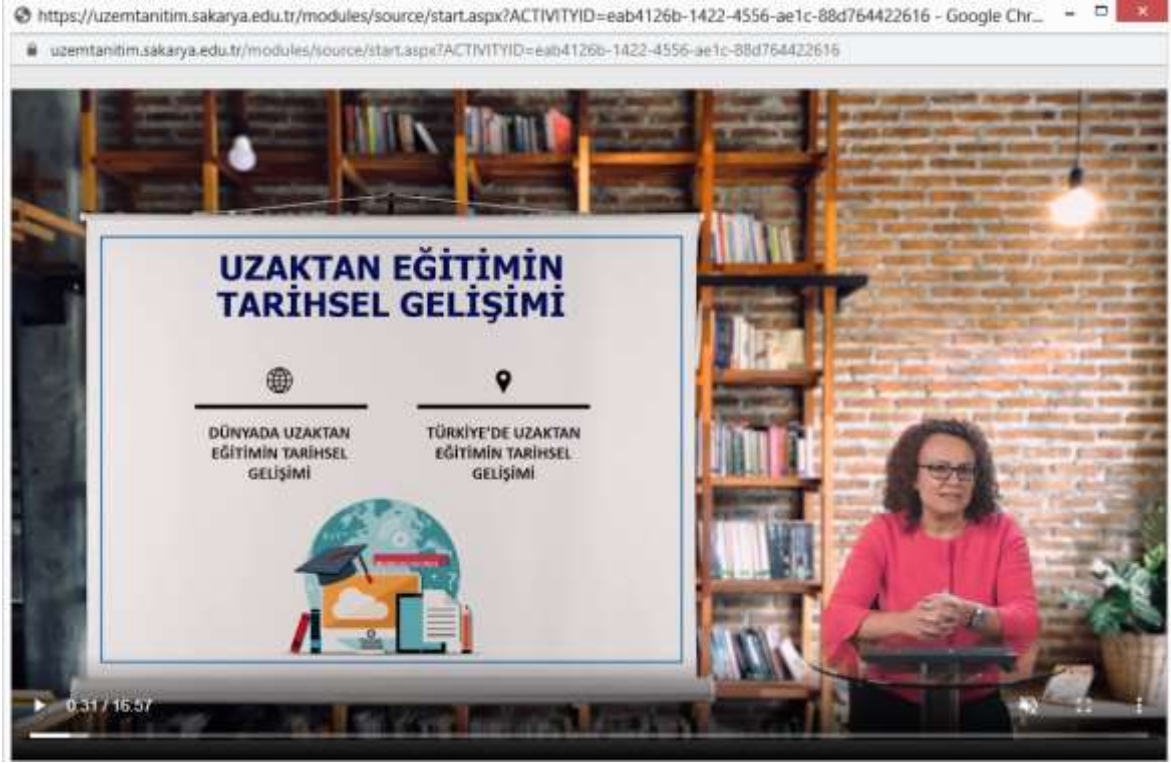 https://uzemtanitim.sakarya.edu.tr/modules/source/start.aspx?ACTIVITYID=eab4126b-1422-4556-ae1c-88d764422616 - Google Chr...
uzemtanitim.sakarya.edu.tr/modules/source/start.aspx?ACTIVITYID=eab4126b-1422-4556-ae1c-88d764422616
UZAKTAN EĞİTİMİN
TARİHSEL GELİŞİMİ
DÜNYADA UZAKTAN
EĞİTİMİN TARİHSEL
GELİŞİMİ
TÜRKİYE'DE UZAKTAN
EĞİTİMİN TARİHSEL
GELİŞİMİ
0:31 / 16:57